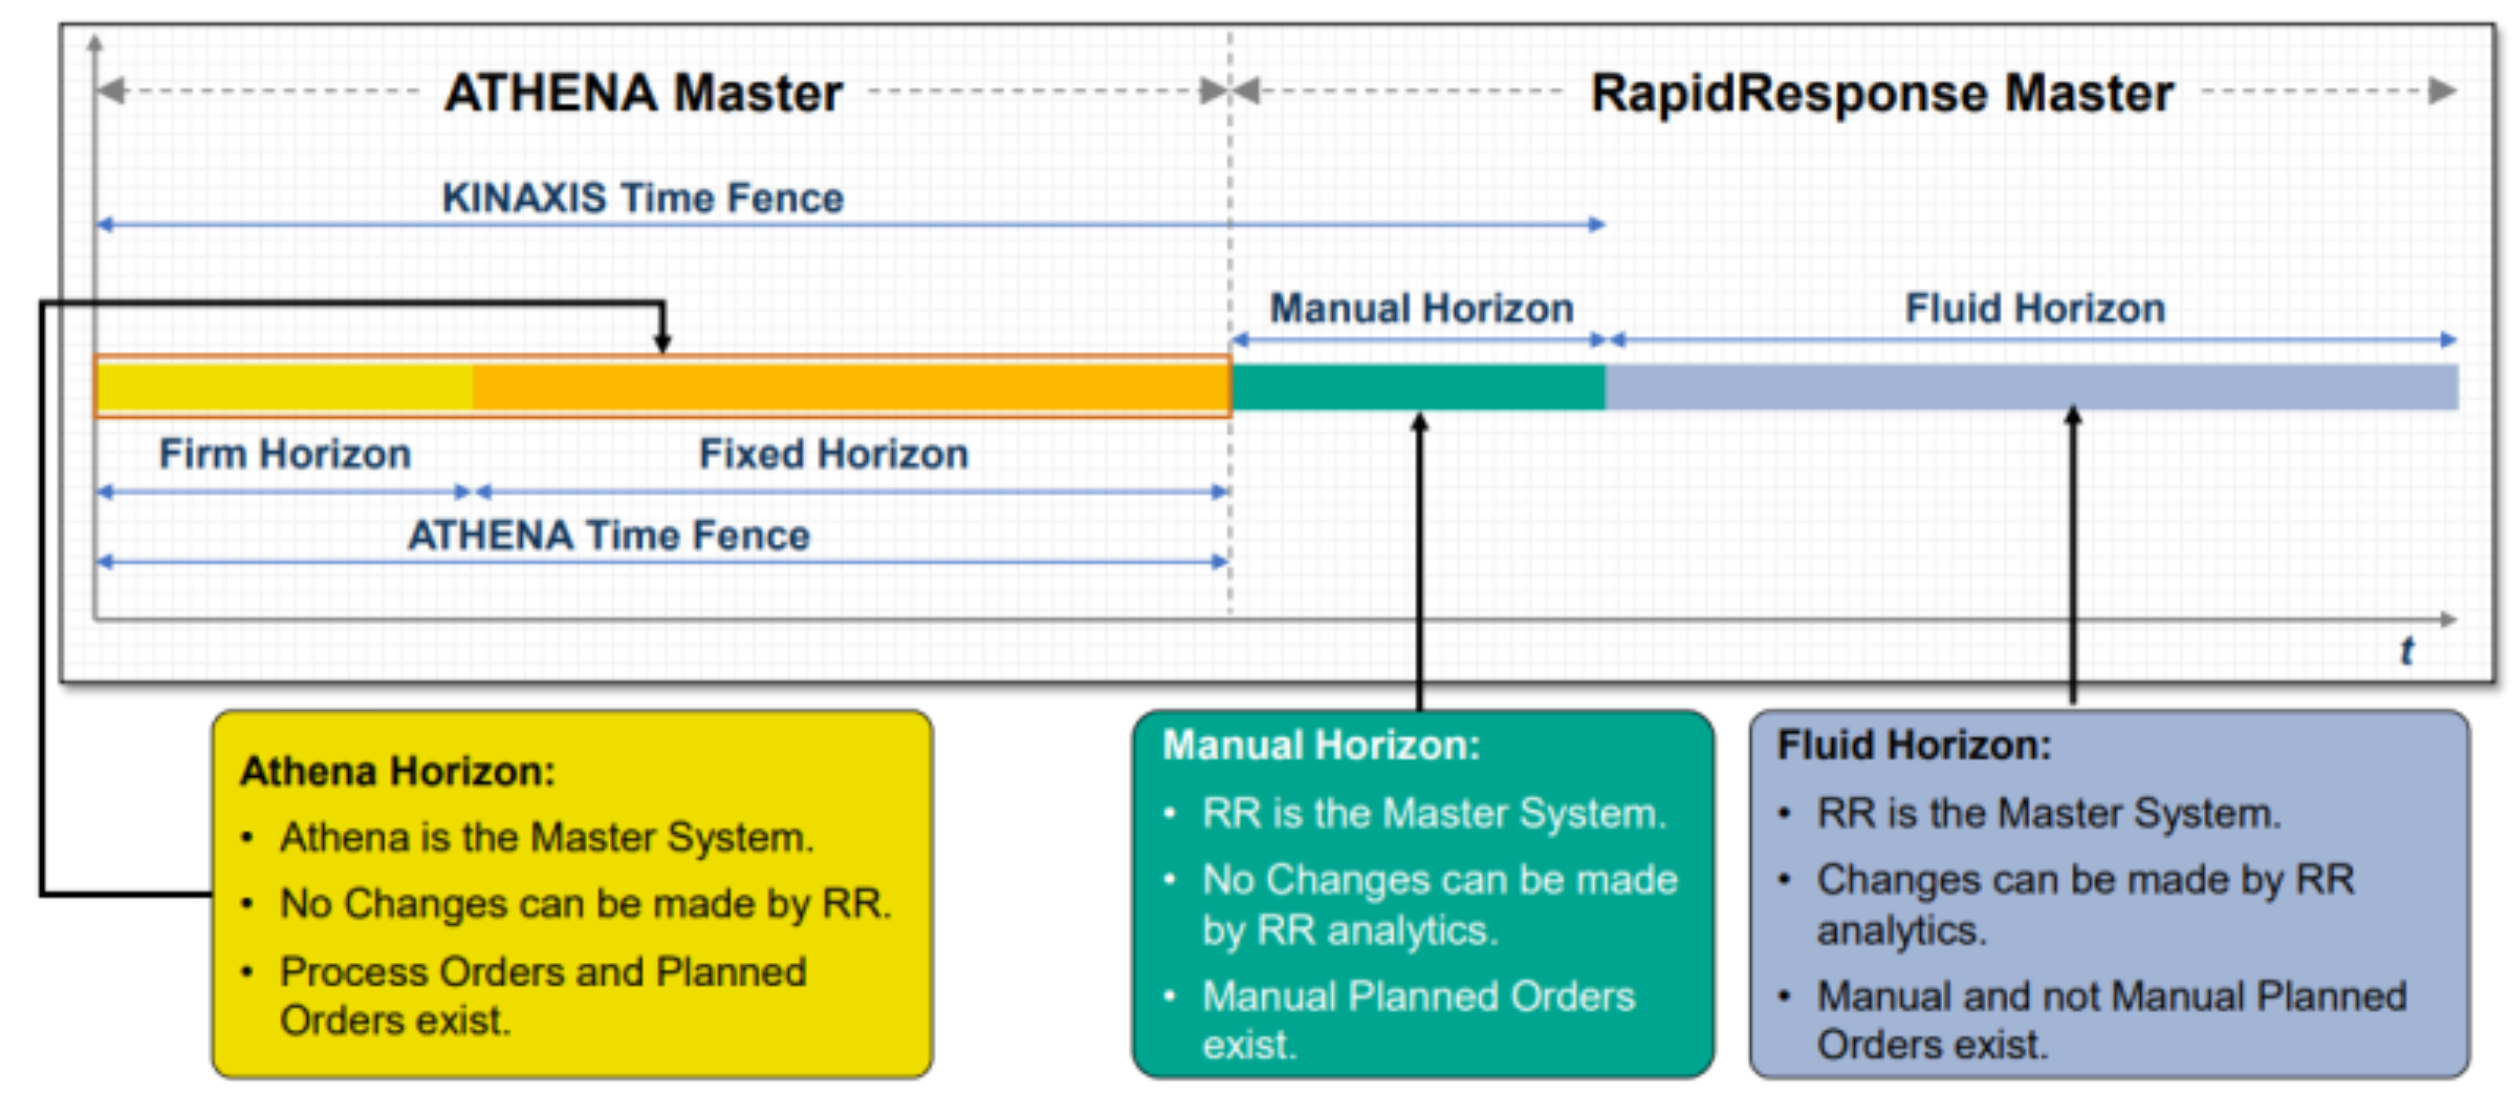 ATHENA Master
RapidResponse Master
KINAXIS Time Fence
Manual Horizon
Fluid Horizon
Firm Horizon
Fixed Horizon
ATHENA Time Fence
t
Athena Horizon:
• Athena is the Master System.
• No Changes can be made by RR.
• Process Orders and Planned
Orders exist.
Manual Horizon:
• RR is the Master System.
• No Changes can be made
by RR analytics.
• Manual Planned Orders
exist.
Fluid Horizon:
• RR is the Master System.
• Changes can be made by RR
analytics.
• Manual and not Manual Planned
Orders exist.